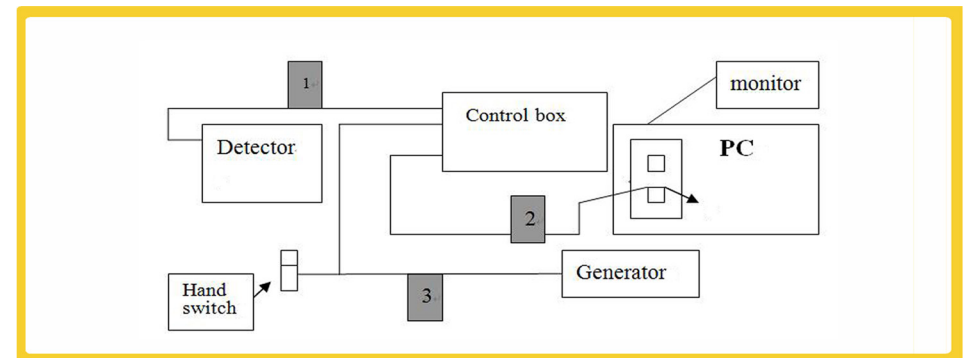 1
monitor
Control box
Detector
PC
2
Generator
Hand
switch
3